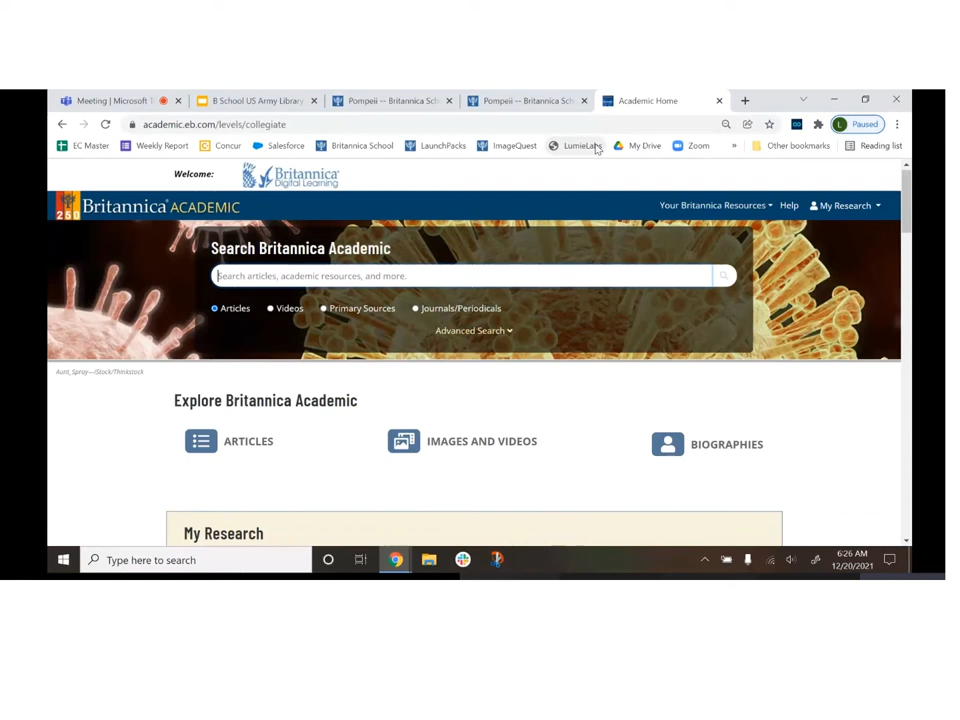 Meeting | Microsoft T
B School US Army Library
Pompeii -- Britannica Sch
Pompeii -- Britannica Sch
Academic Home
academic.eb.com/levels/collegiate
Paused
EC Master
Weekly Report
Concur
Salesforce
Britannica School
LaunchPacks
ImageQuest
LumieLabs
My Drive
Zoom
»
Other bookmarks
Reading list
Welcome:
Britannica
Digital Learning
250
Britannica ACADEMIC
Your Britannica Resources
Help
My Research
Search Britannica Academic
Search articles, academic resources, and more.
Articles
Videos
Primary Sources
Journals/Periodicals
Advanced Search
Aunt_Spray—iStock/Thinkstock
Explore Britannica Academic
ARTICLES
IMAGES AND VIDEOS
BIOGRAPHIES
My Research
Type here to search
6:26 AM
12/20/2021